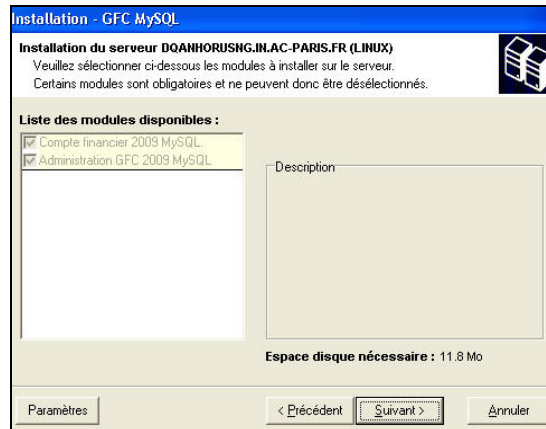 Installation - GFC MySQL
Installation du serveur DQANHORUSNG.IN.AC-PARIS.FR (LINUX)
Veuillez sélectionner ci-dessous les modules à installer sur le serveur.
Certains modules sont obligatoires et ne peuvent donc être désélectionnés.
Liste des modules disponibles :
Compte financier 2009 MySQL.
Administration GFC 2009 MySQL
Description
Espace disque nécessaire : 11.8 Mo
Paramètres
< Précédent
Suivant >
Annuler